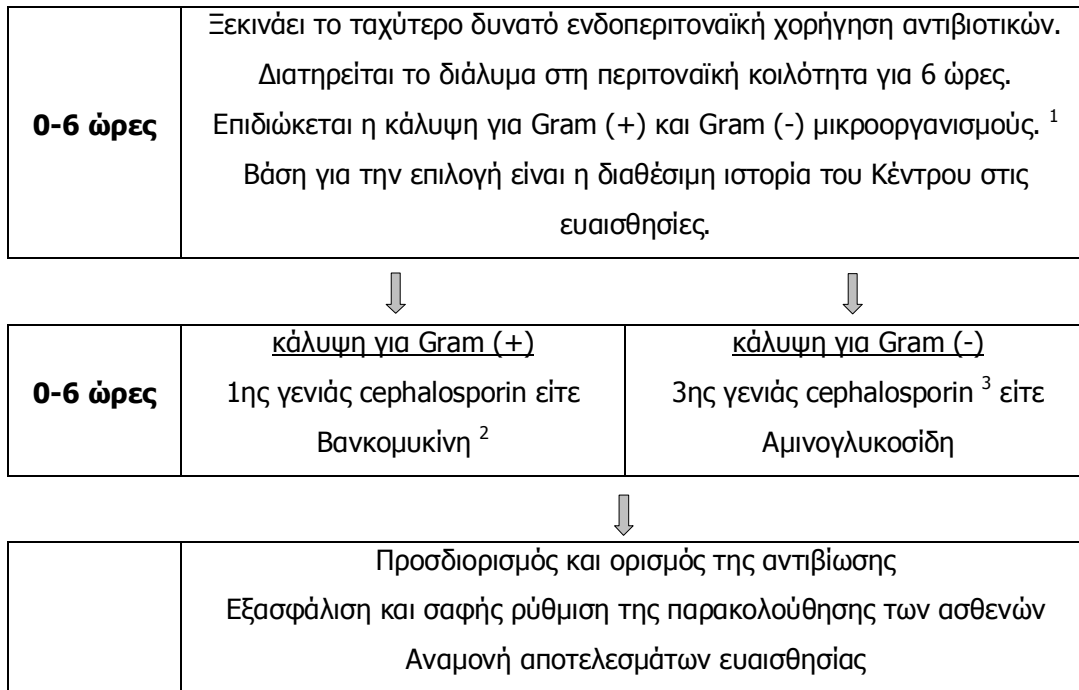 Ξεκινάει το ταχύτερο δυνατό ενδοπεριτοναϊκή χορήγηση αντιβιοτικών.
Διατηρείται το διάλυμα στη περιτοναϊκή κοιλότητα για 6 ώρες.
0-6 ώρες
Επιδιώκεται η κάλυψη για Gram (+) και Gram (-) μικροοργανισμούς. 1
Βάση για την επιλογή είναι η διαθέσιμη ιστορία του Κέντρου στις
ευαισθησίες.
0-6 ώρες
κάλυψη για Gram (+)
1ης γενιάς cephalosporin είτε
Βανκομυκίνη 2
κάλυψη για Gram (-)
3ης γενιάς cephalosporin 3 είτε
Αμινογλυκοσίδη
Προσδιορισμός και ορισμός της αντιβίωσης
Εξασφάλιση και σαφής ρύθμιση της παρακολούθησης των ασθενών
Αναμονή αποτελεσμάτων ευαισθησίας